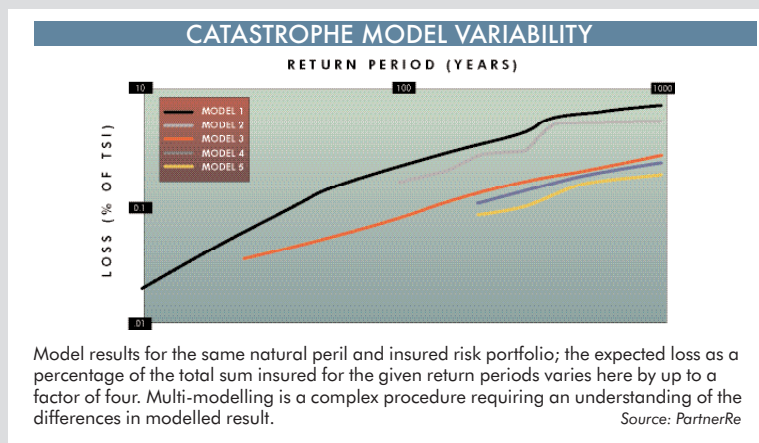 CATASTROPHE MODEL VARIABILITY
RETURN PERIOD (YEARS)
10
100
1000
MODEL 1
MODEL 2
MODEL 3
MODEL 4
MODEL 5
LOSS (% OF TSI)
0.1
.01
Model results for the same natural peril and insured risk portfolio; the expected loss as a
percentage of the total sum insured for the given return periods varies here by up to a
factor of four. Multi-modelling is a complex procedure requiring an understanding of the
differences in modelled result.
Source: PartnerRe